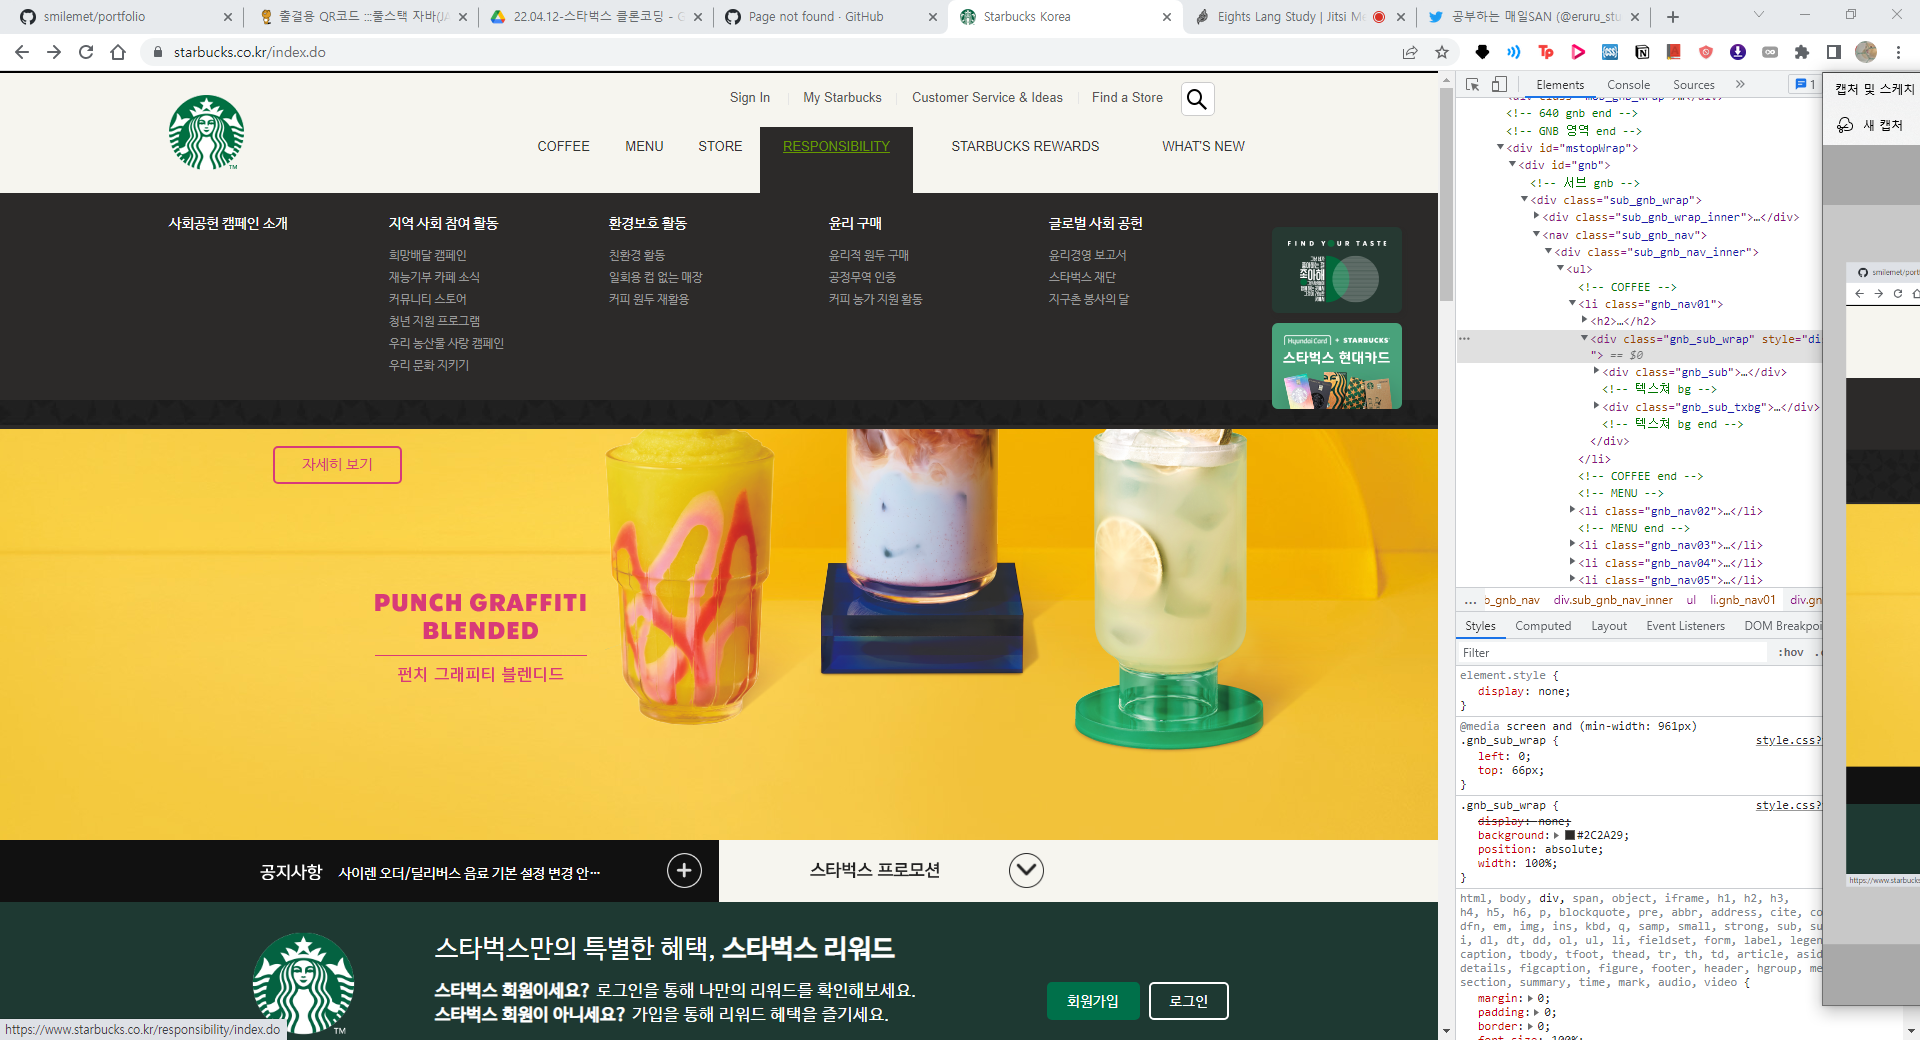 smilemet/portfolio
출결용 QR코드 :::풀스택 자바(JA
22.04.12-스타벅스 클론코딩 - G
Page not found · GitHub
Starbucks Korea
Eights Lang Study | Jitsi Me
공부하는 매일SAN (@eruru_stu
starbucks.co.kr/index.do
Sign In
My Starbucks
Customer Service & Ideas
Find a Store
COFFEE
MENU
STORE
RESPONSIBILITY
STARBUCKS REWARDS
WHAT'S NEW
사회공헌 캠페인 소개
지역 사회 참여 활동
희망배달 캠페인
재능기부 카페 소식
커뮤니티 스토어
청년 지원 프로그램
우리 농산물 사랑 캠페인
우리 문화 지키기
환경보호 활동
친환경 활동
일회용 컵 없는 매장
커피 원두 재활용
윤리 구매
윤리적 원두 구매
공정무역 인증
커피 농가 지원 활동
글로벌 사회 공헌
윤리경영 보고서
스타벅스 재단
지구촌 봉사의 달
FIND YOUR TASTE
좋아해
HyundaiCard + STARBUCKS
스타벅스 현대카드
자세히 보기
PUNCH GRAFFITI
BLENDED
펀치 그래피티 블렌디드
공지사항 사이렌 오더/딜리버스 음료 기본 설정 변경 안…
스타벅스 프로모션
스타벅스만의 특별한 혜택, 스타벅스 리워드
스타벅스 회원이세요? 로그인을 통해 나만의 리워드를 확인해보세요.
스타벅스 회원이 아니세요? 가입을 통해 리워드 혜택을 즐기세요.
회원가입
로그인
TM
https://www.starbucks.co.kr/responsibility/index.do
Elements
Console
Sources
1
<!-- 640 gnb end -->
<!-- GNB 영역 end -->
<div id="mstopWrap">
<div id="gnb">
<!-- 서브 gnb -->
<div class="sub_gnb_wrap">
<div class="sub_gnb_wrap_inner">…</div>
<nav class="sub_gnb_nav">
<div class="sub_gnb_nav_inner">
<ul>
<!-- COFFEE -->
<li class="gnb_nav01">
<h2>…</h2>
<div class="gnb_sub_wrap" style="di
"> == $0
<div class="gnb_sub">…</div>
<!-- 텍스쳐 bg -->
<div class="gnb_sub_txbg">…</div>
<!-- 텍스쳐 bg end -->
</div>
</li>
<!-- COFFEE end -->
<!-- MENU -->
<li class="gnb_nav02">…</li>
<!-- MENU end -->
<li class="gnb_nav03">…</li>
<li class="gnb_nav04">…</li>
<li class="gnb_nav05">…</li>
… b_gnb_nav div.sub_gnb_nav_inner ul li.gnb_nav01 div.gn
Styles Computed Layout Event Listeners DOM Breakpoi
Filter
:hov
element.style {
display: none;
}
@media screen and (min-width: 961px)
.gnb_sub_wrap {
style.css?
left: 0;
top: 66px;
}
.gnb_sub_wrap {
style.css?
display: none;
background: #2C2A29;
position: absolute;
width: 100%;
}
html, body, div, span, object, iframe, h1, h2, h3,
h4, h5, h6, p, blockquote, pre, abbr, address, cite, co
dfn, em, img, ins, kbd, q, samp, small, strong, sub, su
i, dl, dt, dd, ol, ul, li, fieldset, form, label, legen
caption, tbody, tfoot, thead, tr, th, td, article, asid
details, figcaption, figure, footer, header, hgroup, me
section, summary, time, mark, audio, video {
margin: 0;
padding: 0;
border: 0;
font-size: 100%;
캡처 및 스케치
새 캡처
smilemet/port
https://www.starbucks